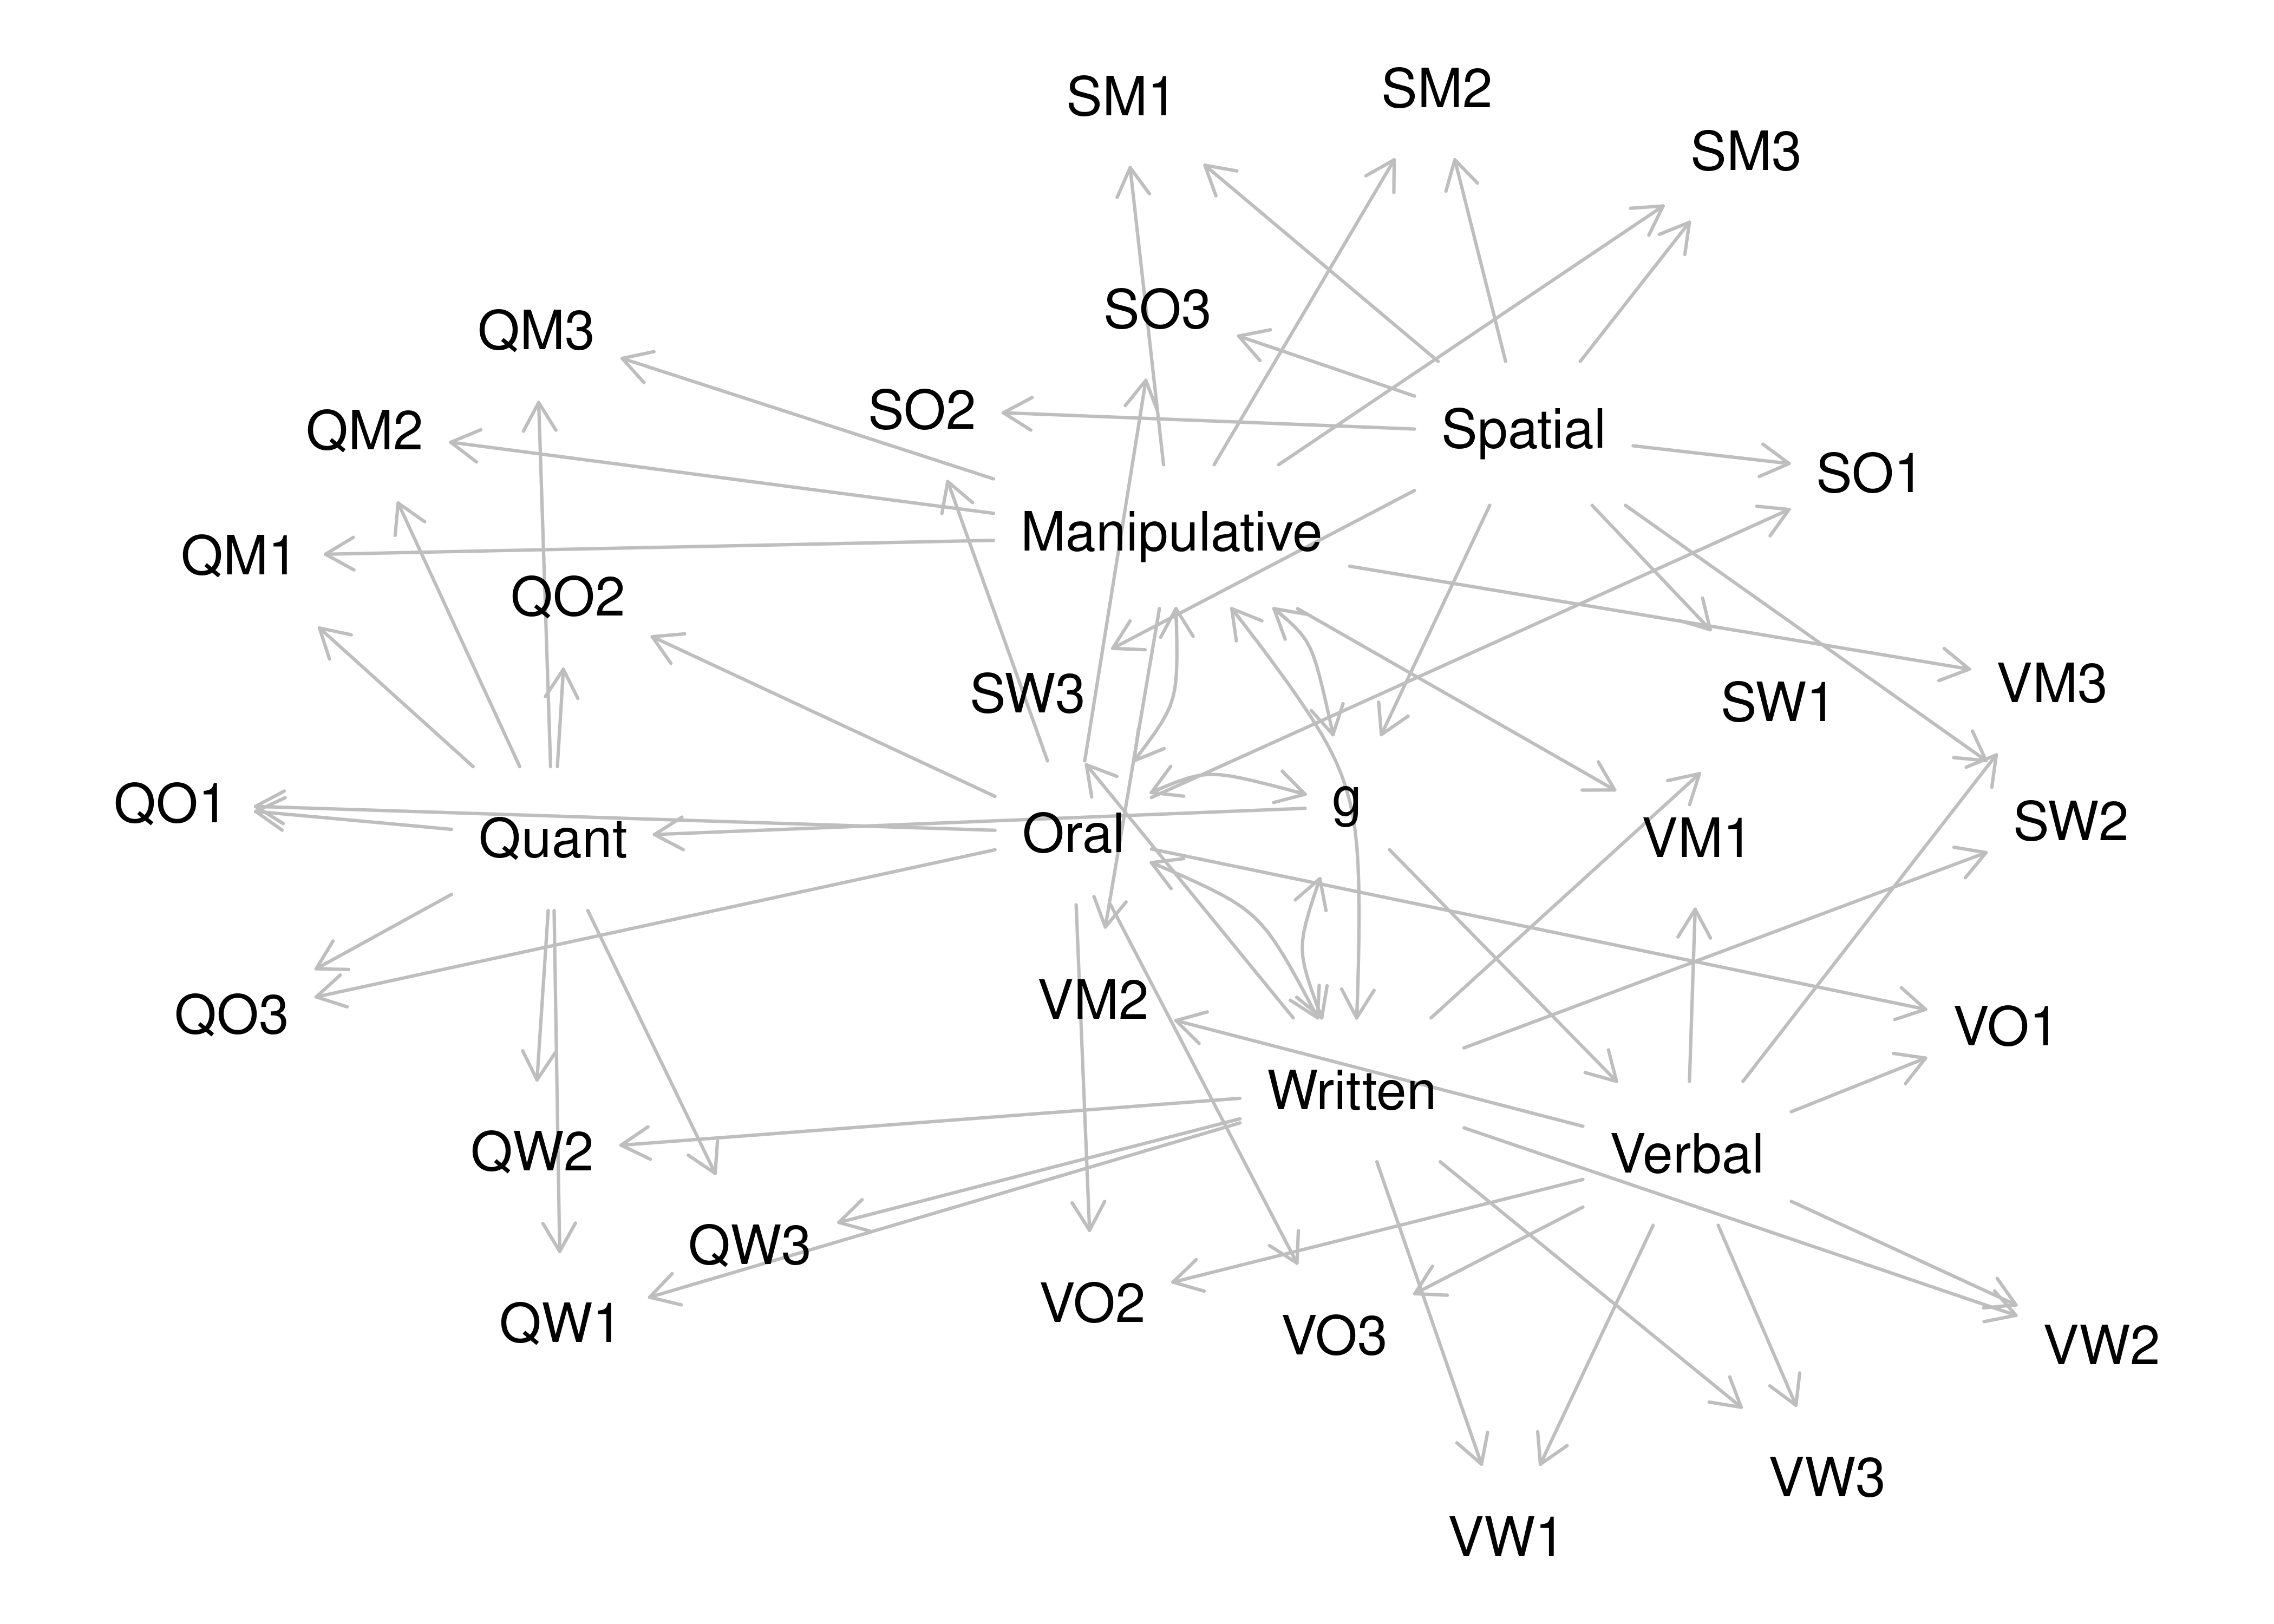 SM1
SM2
SM3
SO3
QM3
SO2
QM2
Spatial
SO1
Manipulative
QM1
QO2
SW3
SW1
VM3
QO1
g
Quant
Oral
VM1
SW2
QO3
VM2
VO1
Written
QW2
Verbal
QW3
QW1
VO2
VO3
VW2
VW3
VW1